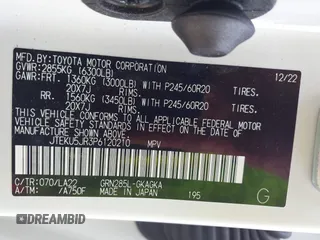 MFD.BY:TOYOTA MOTOR CORPORATION
GVWR:2855KG (6300LB) 12/22
GAWR:FRT. 1360KG (3000LB) WITH P245/60R20 TIRES.
20X7J
RR. 1560KG (3450LB) WITH P245/60R20 TIRES.
20X7J
THIS VEHICLE CONFORMS TO ALL APPLICABLE FEDERAL MOTOR
VEHICLE SAFETY STANDARDS IN EFFECT ON THE DATE OF
MANUFACTURE SHOWN ABOVE.
JTEKU5JR3P6120210 MPV
C/TR:070/LA22 GRN285L-GKAGKA
A/TM: /A750F MADE IN JAPAN 195 G
DREAMBID